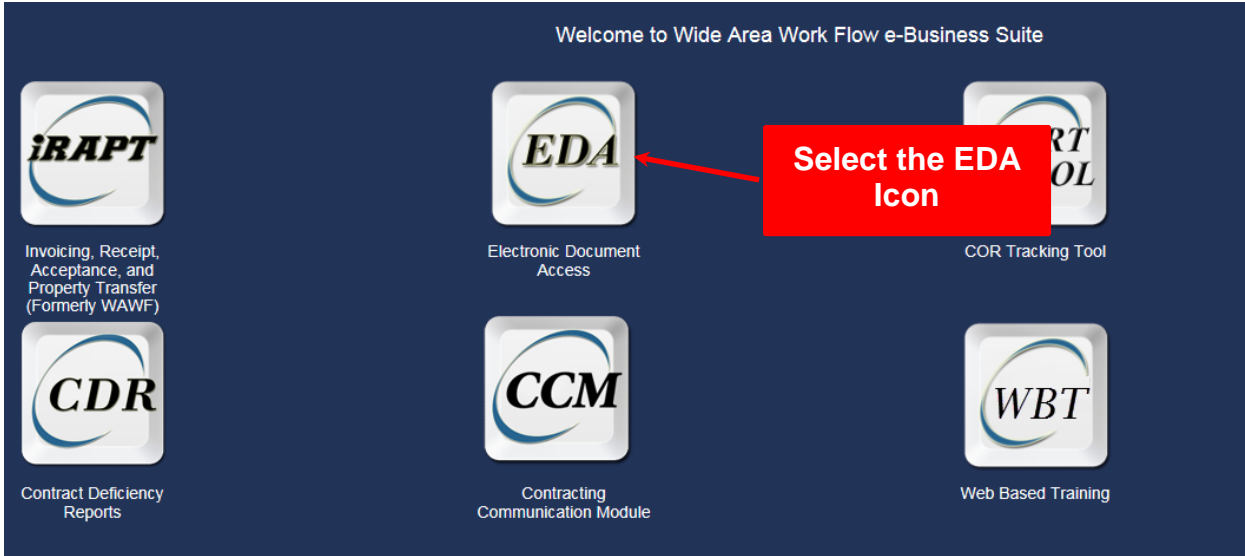 Welcome to Wide Area Work Flow e-Business Suite
iRAPT
EDA
RT
OL
Select the EDA
Icon
Invoicing, Receipt,
Acceptance, and
Property Transfer
(Formerly WAWF)
Electronic Document
Access
COR Tracking Tool
CDR
CCM
WBT
Contract Deficiency
Reports
Contracting
Communication Module
Web Based Training